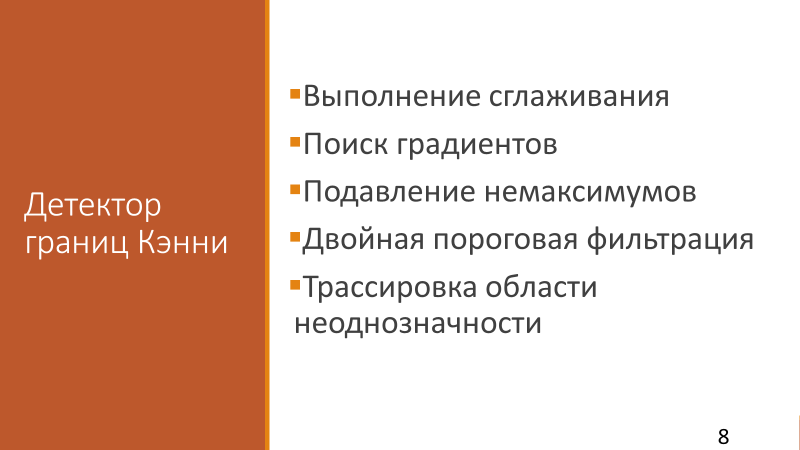 Детектор
границ Кэнни
▪Выполнение сглаживания
▪Поиск градиентов
▪Подавление немаксимумов
▪Двойная пороговая фильтрация
▪Трассировка области
неоднозначности
8